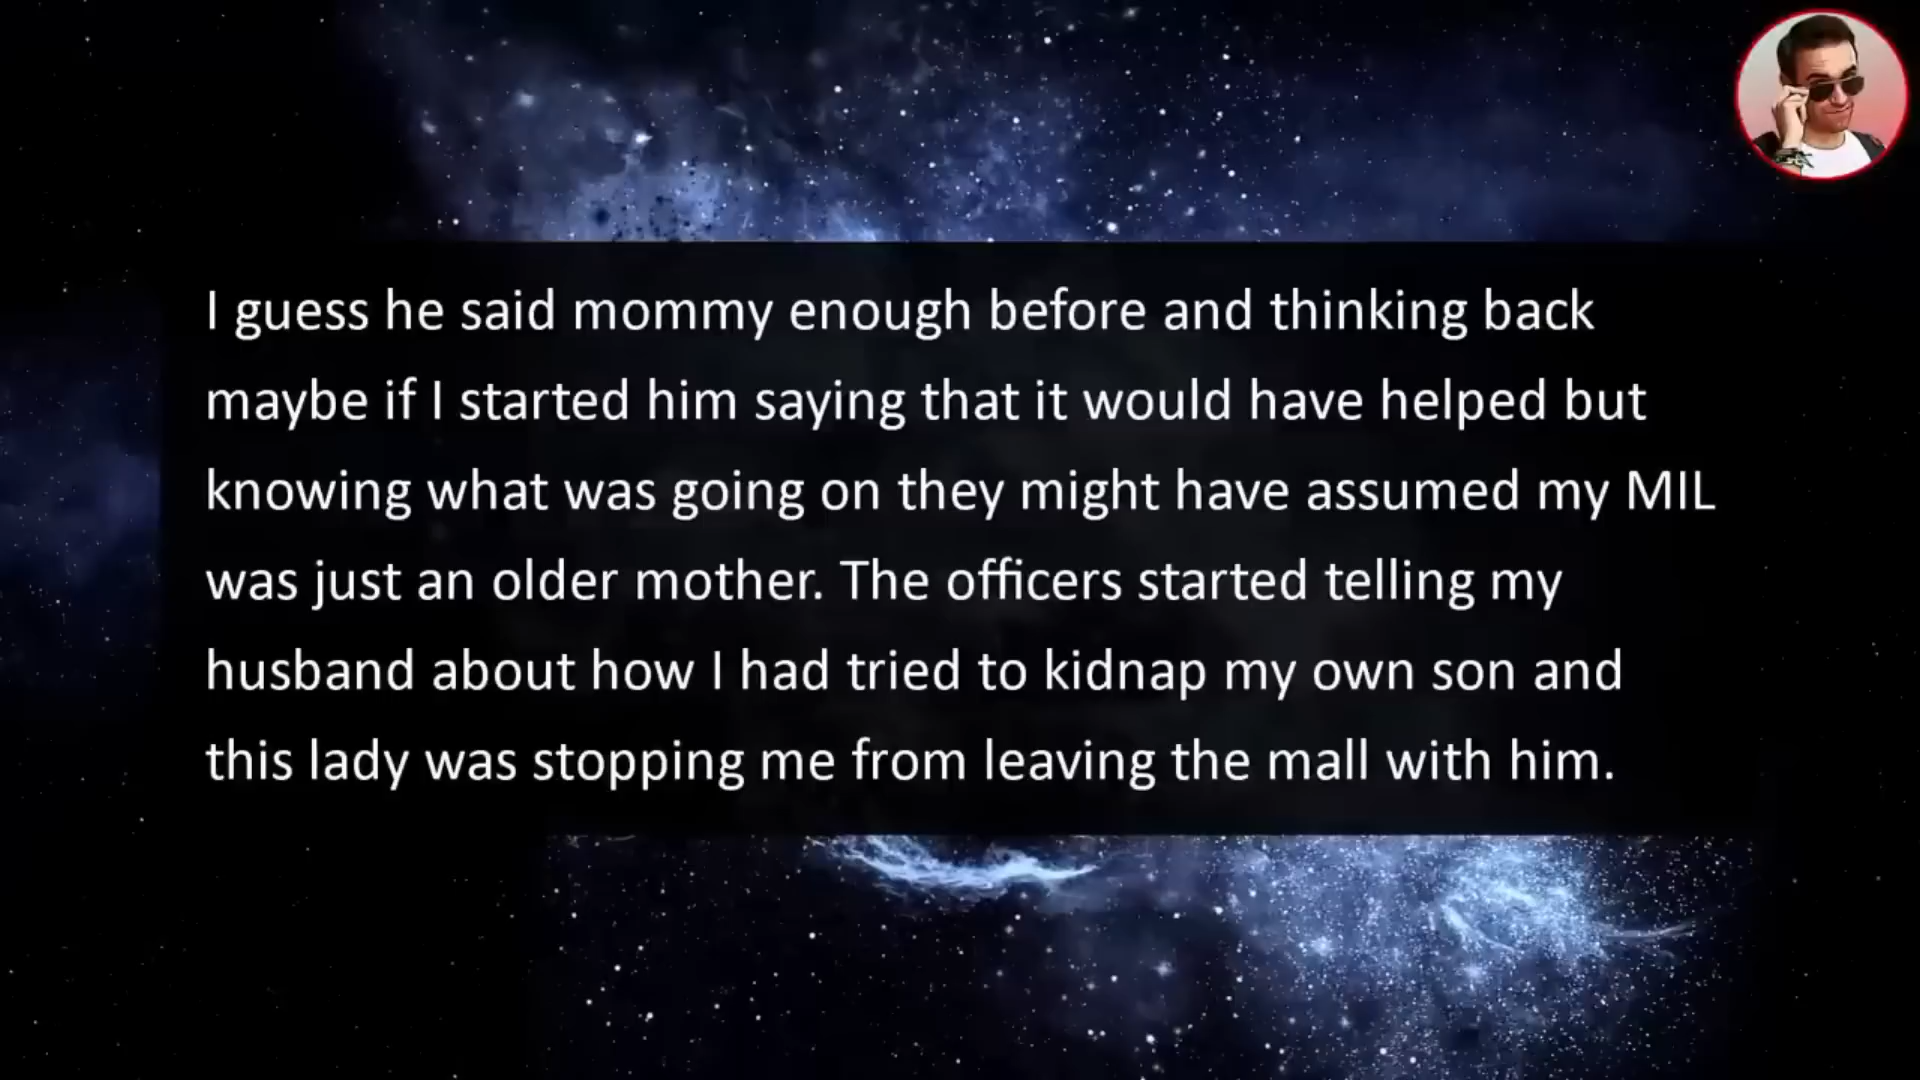 I guess he said mommy enough before and thinking back
maybe if I started him saying that it would have helped but
knowing what was going on they might have assumed my MIL
was just an older mother. The officers started telling my
husband about how I had tried to kidnap my own son and
this lady was stopping me from leaving the mall with him.